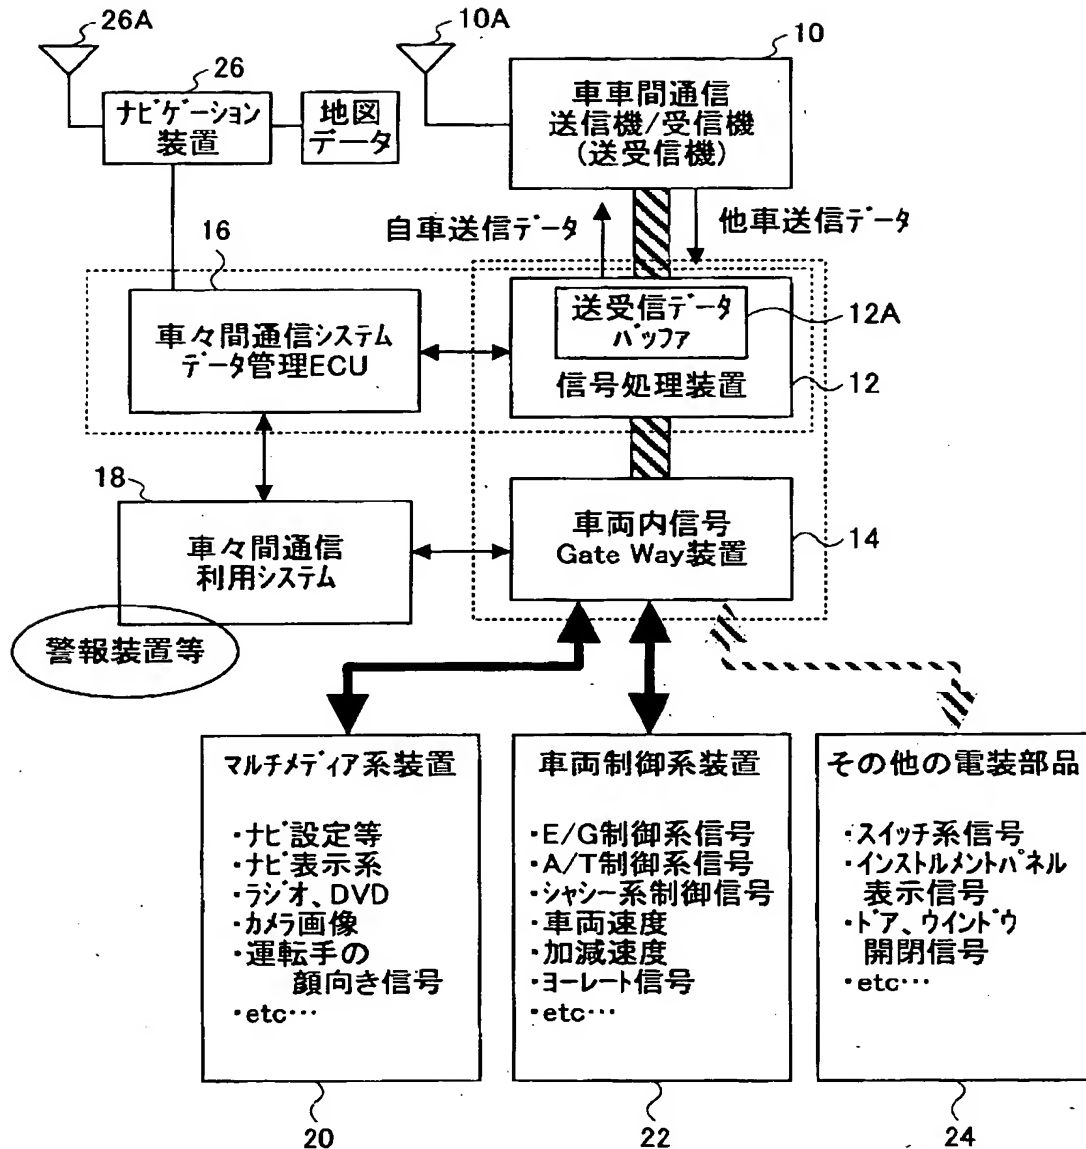 26A
10A
10
26
ナビゲーション
装置
地図
データ
車車間通信
送信機/受信機
(送受信機)
自車送信データ
他車送信データ
16
車々間通信システム
データ管理ECU
送受信データ
バッファ
12A
信号処理装置
12
18
車々間通信
利用システム
車両内信号
Gate Way装置
14
警報装置等
マルチメディア系装置
・ナビ設定等
・ナビ表示系
・ラジオ、DVD
・カメラ画像
・運転手の
顔向き信号
・etc…
20
車両制御系装置
・E/G制御系信号
・A/T制御系信号
・シャシー系制御信号
・車両速度
・加減速度
・ヨーレート信号
・etc…
22
その他の電装部品
・スイッチ系信号
・インストルメントパネル
表示信号
・ドア、ウインドウ
開閉信号
・etc…
24